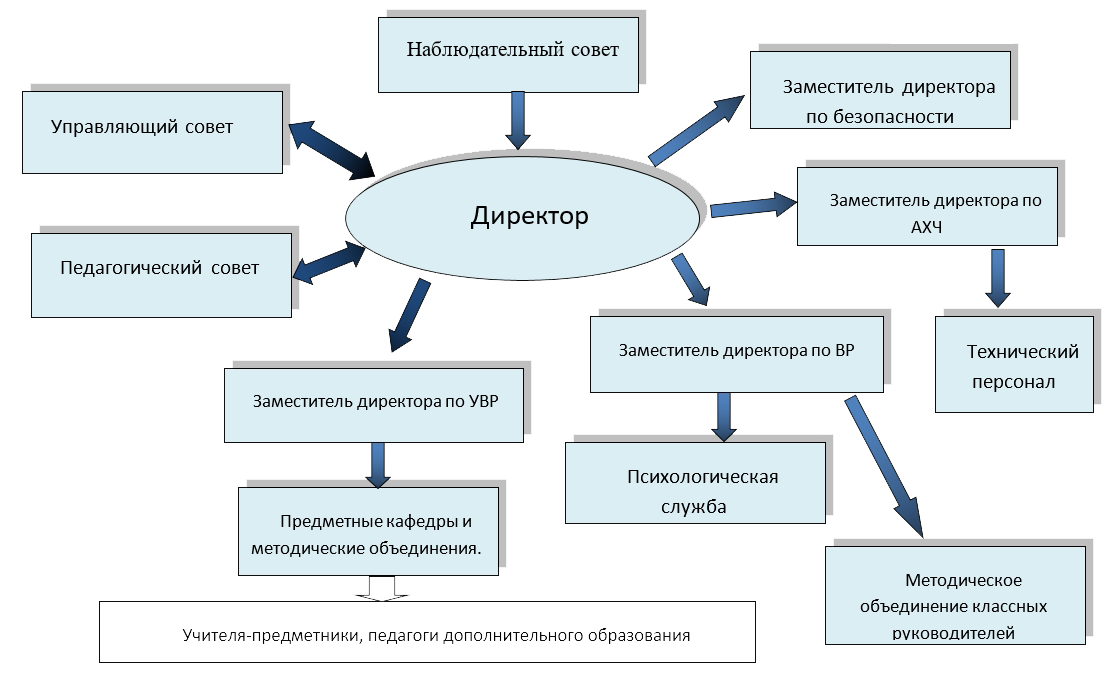 Наблюдательный совет
Заместитель директора
по безопасности
Управляющий совет
Директор
Заместитель директора по
АХЧ
Педагогический совет
Заместитель директора по ВР
Технический
персонал
Заместитель директора по УВР
Психологическая
служба
Предметные кафедры и
методические объединения.
Методическое
объединение классных
руководителей
Учителя-предметники, педагоги дополнительного образования